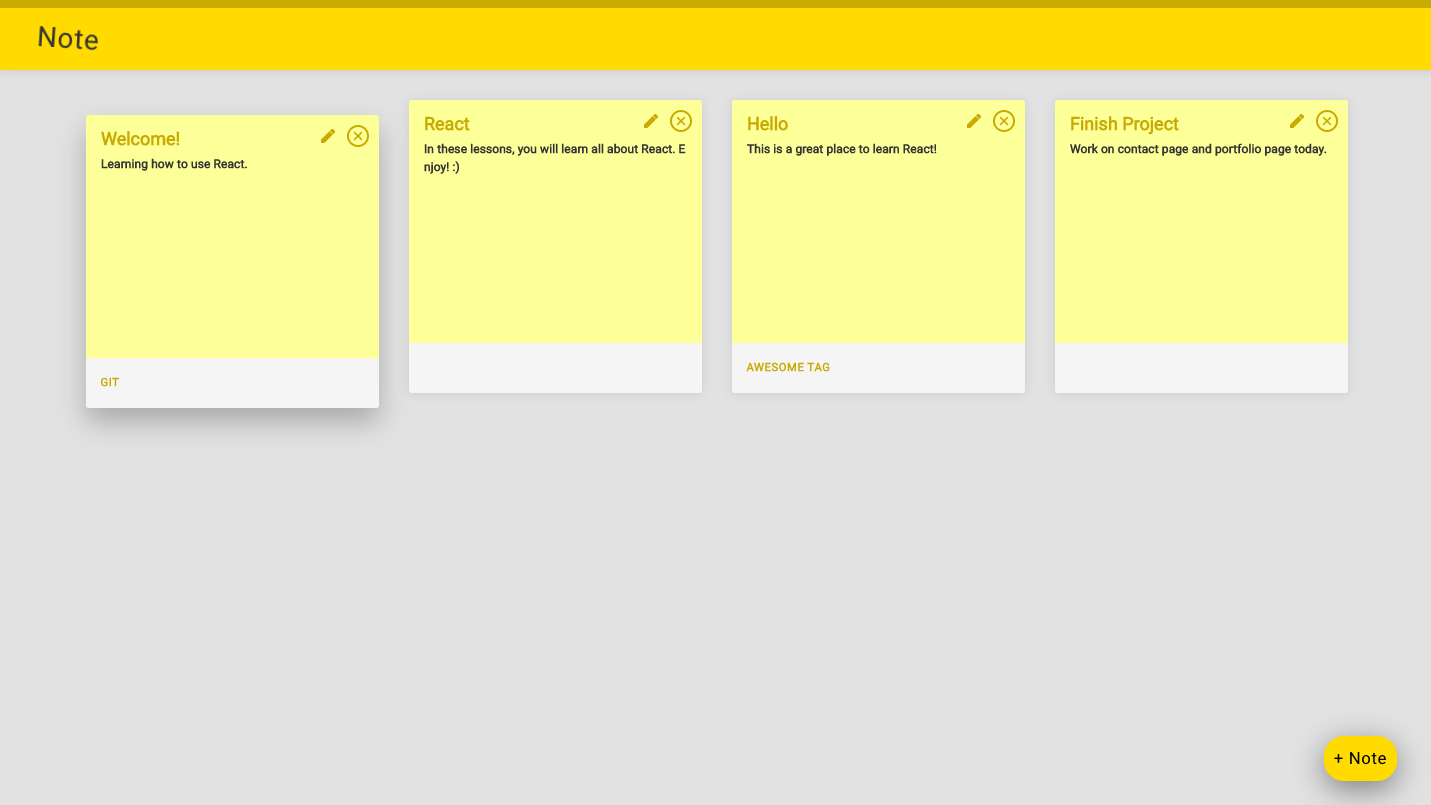 Note
Welcome!
Learning how to use React.
GIT
React
In these lessons, you will learn all about React. E
njoy! :)
Hello
This is a great place to learn React!
AWESOME TAG
Finish Project
Work on contact page and portfolio page today.
+ Note